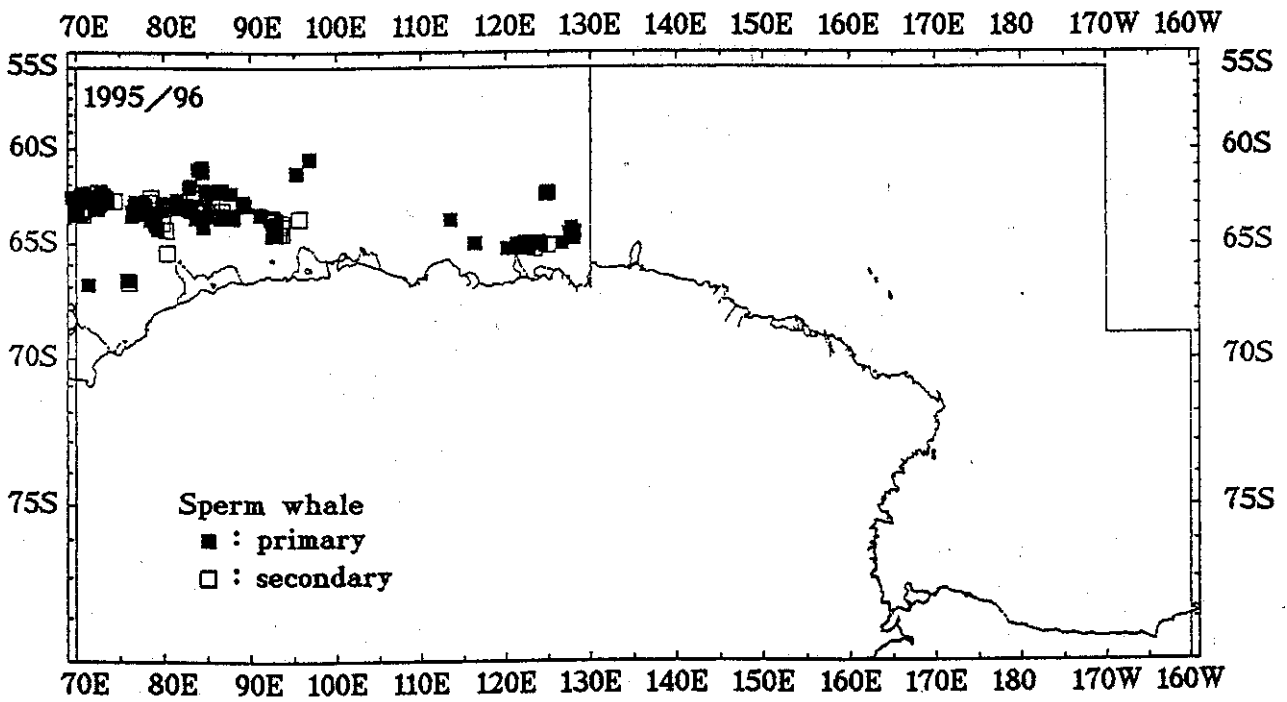 70E 80E 90E 100E 110E 120E 130E 140E 150E 160E 170E 180 170W 160W
55S 55S
1995/96
60S 60S
65S 65S
70S 70S
75S 75S
Sperm whale
■ : primary
□ : secondary
70E 80E 90E 100E 110E 120E 130E 140E 150E 160E 170E 180 170W 160W